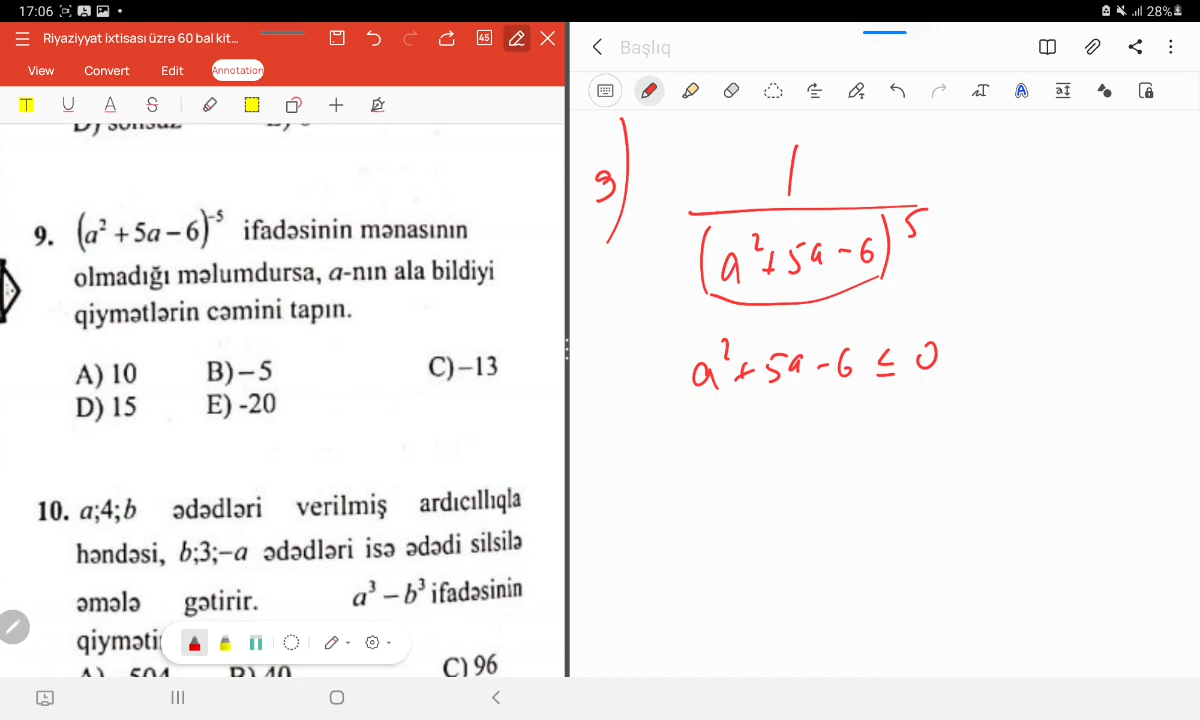 17:06
28%
Riyaziyyat ixtisası üzrə 60 bal kit...
45
View Convert Edit Annotation
9. (a² + 5a − 6)⁻⁵ ifadəsinin mənasının
olmadığı məlumdursa, a-nın ala bildiyi
qiymətlərin cəmini tapın.
A) 10 B) −5 C) −13
D) 15 E) -20
10. a;4;b ədədləri verilmiş ardıcıllıqla
həndəsi, b;3;−a ədədləri isə ədədi silsilə
əmələ gətirir. a³ − b³ ifadəsinin
C) 96
Başlıq
1
(a² + 5a − 6)⁵
a² + 5a − 6 ≤ 0